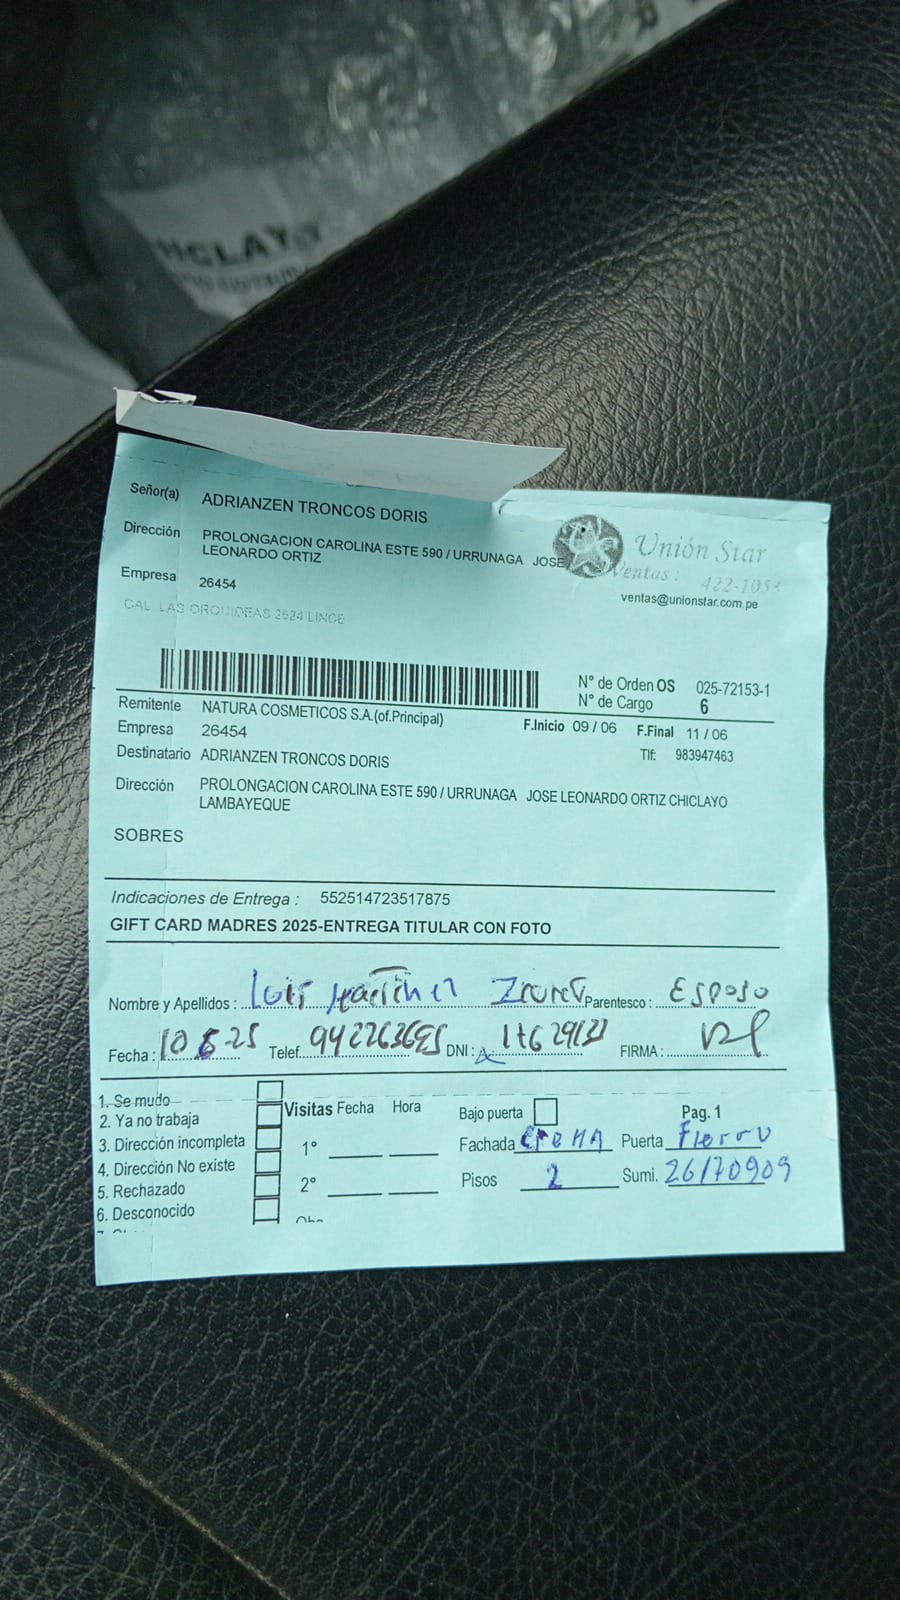 Señor(a) ADRIANZEN TRONCOS DORIS
Dirección PROLONGACION CAROLINA ESTE 590 / URRUNAGA JOSE
LEONARDO ORTIZ
Empresa 26454
CAL LAS ORQUIDEAS 2624 LINCE
Unión Star
Ventas : 422-1053
ventas@unionstar.com.pe
N° de Orden OS 025-72153-1
N° de Cargo 6
Remitente NATURA COSMETICOS S.A.(of.Principal)
F.Inicio 09 / 06 F.Final 11 / 06
Empresa 26454
Tlf: 983947463
Destinatario ADRIANZEN TRONCOS DORIS
Dirección PROLONGACION CAROLINA ESTE 590 / URRUNAGA JOSE LEONARDO ORTIZ CHICLAYO
LAMBAYEQUE
SOBRES
Indicaciones de Entrega : 552514723517875
GIFT CARD MADRES 2025-ENTREGA TITULAR CON FOTO
Nombre y Apellidos : Luis Martinez Parentesco : Esposo
Fecha : 10 6-25 Telef. 942263695 DNI : FIRMA :
1. Se mudo
2. Ya no trabaja
3. Dirección incompleta
4. Dirección No existe
5. Rechazado
6. Desconocido
Visitas Fecha Hora
1°
2°
Bajo puerta Pag. 1
Fachada CREMA Puerta Fierro
Pisos 2 Sumi. 26170909